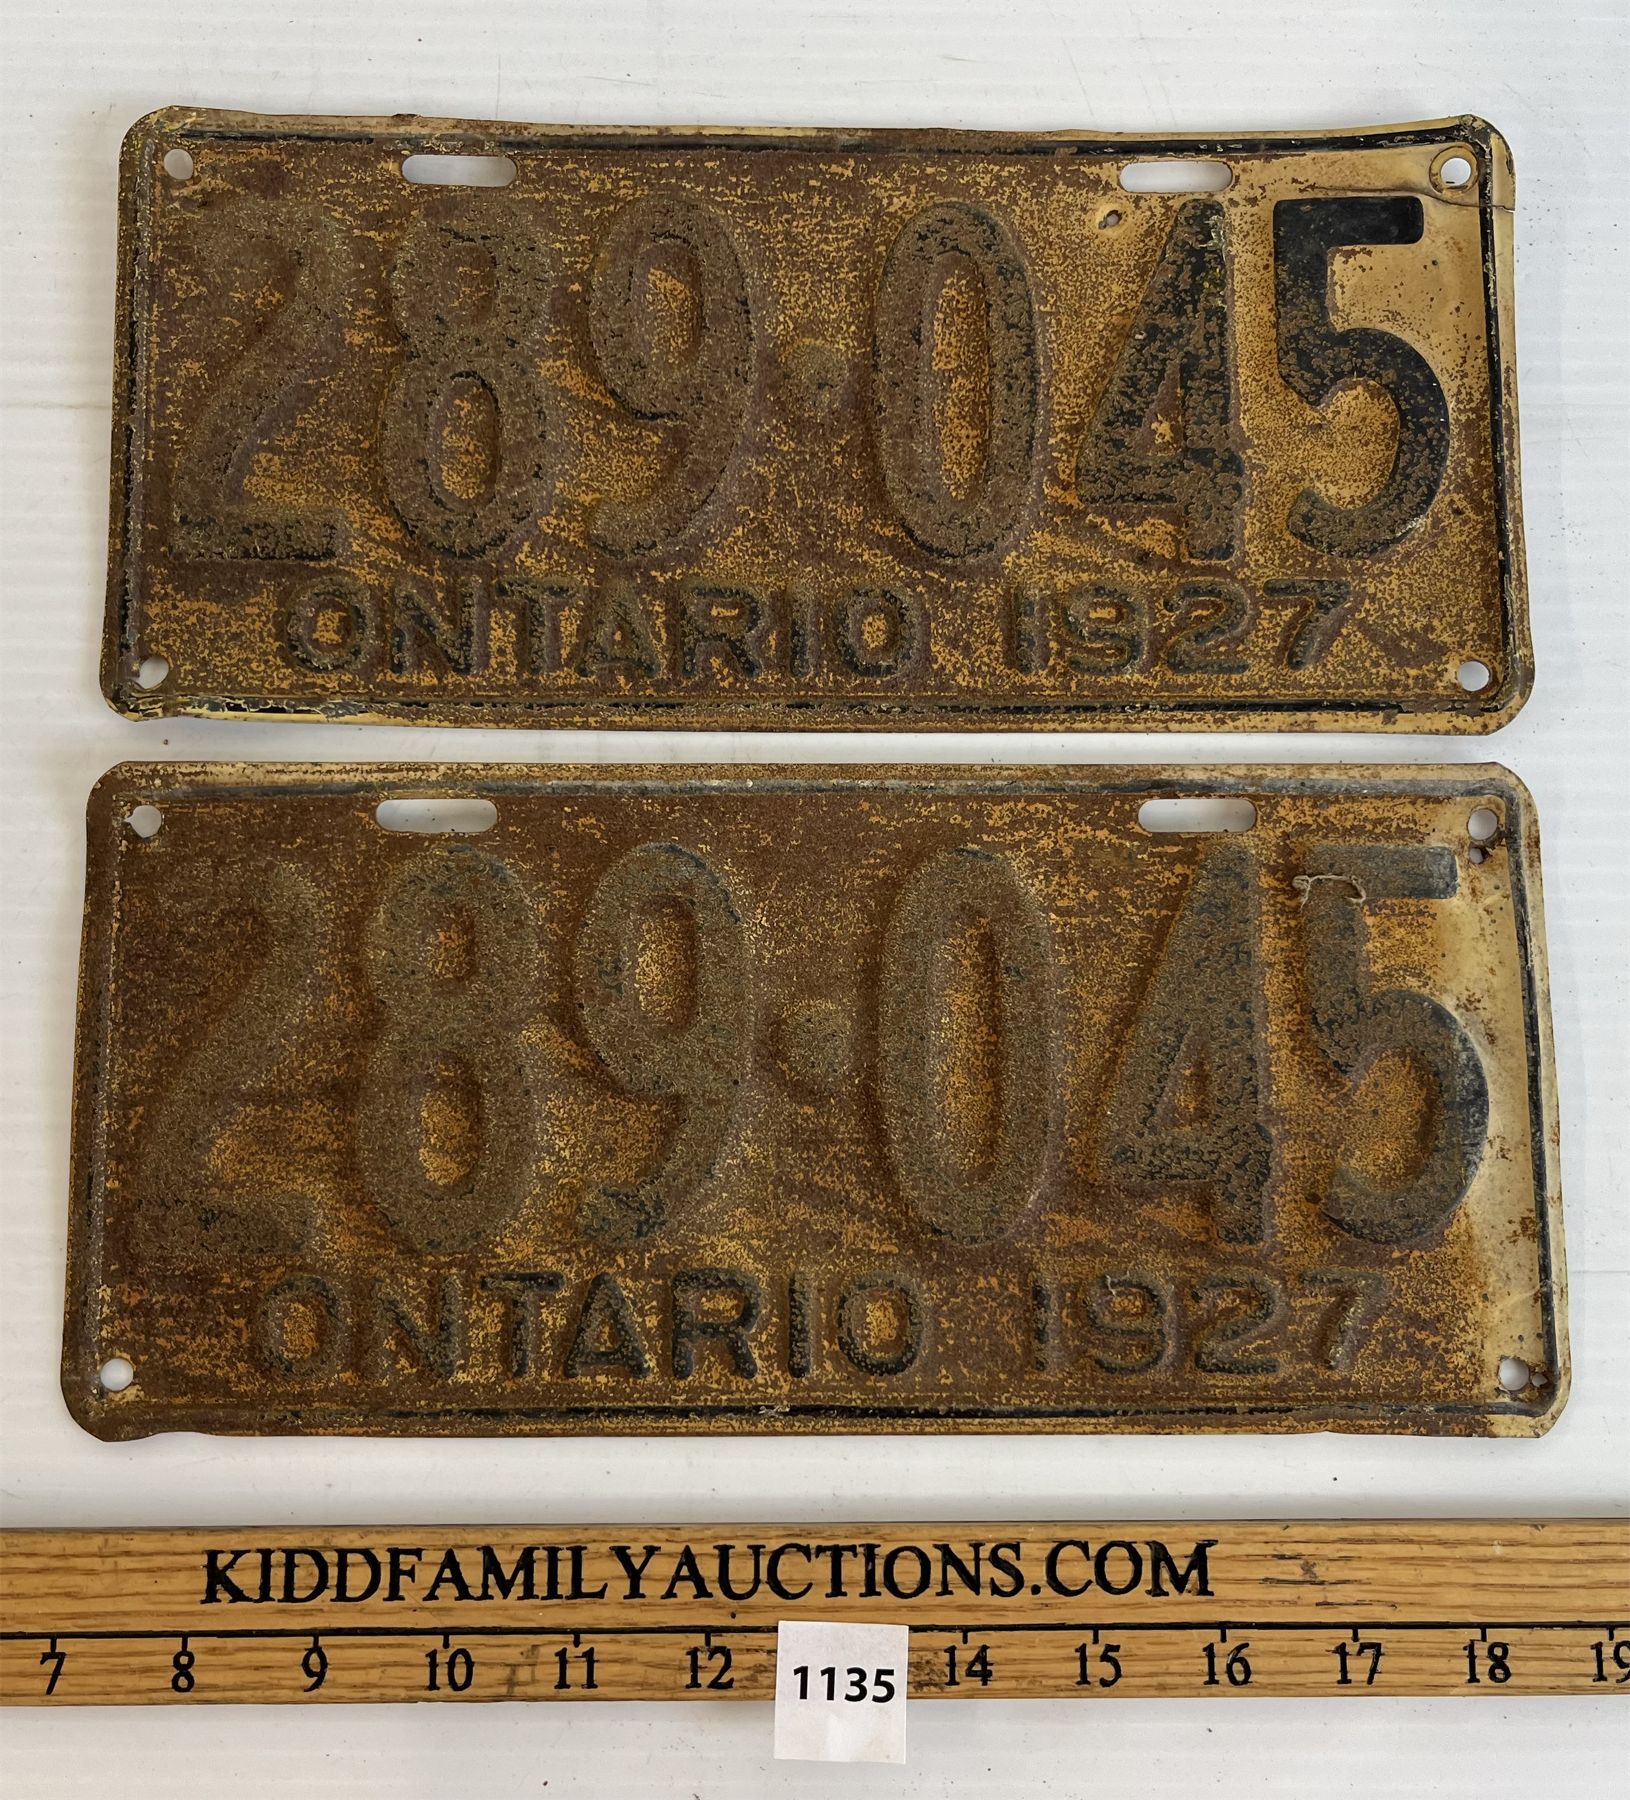 289·045
ONTARIO 1927
289·045
ONTARIO 1927
KIDDFAMILYAUCTIONS.COM
7 8 9 10 11 12 14 15 16 17 18 19
1135